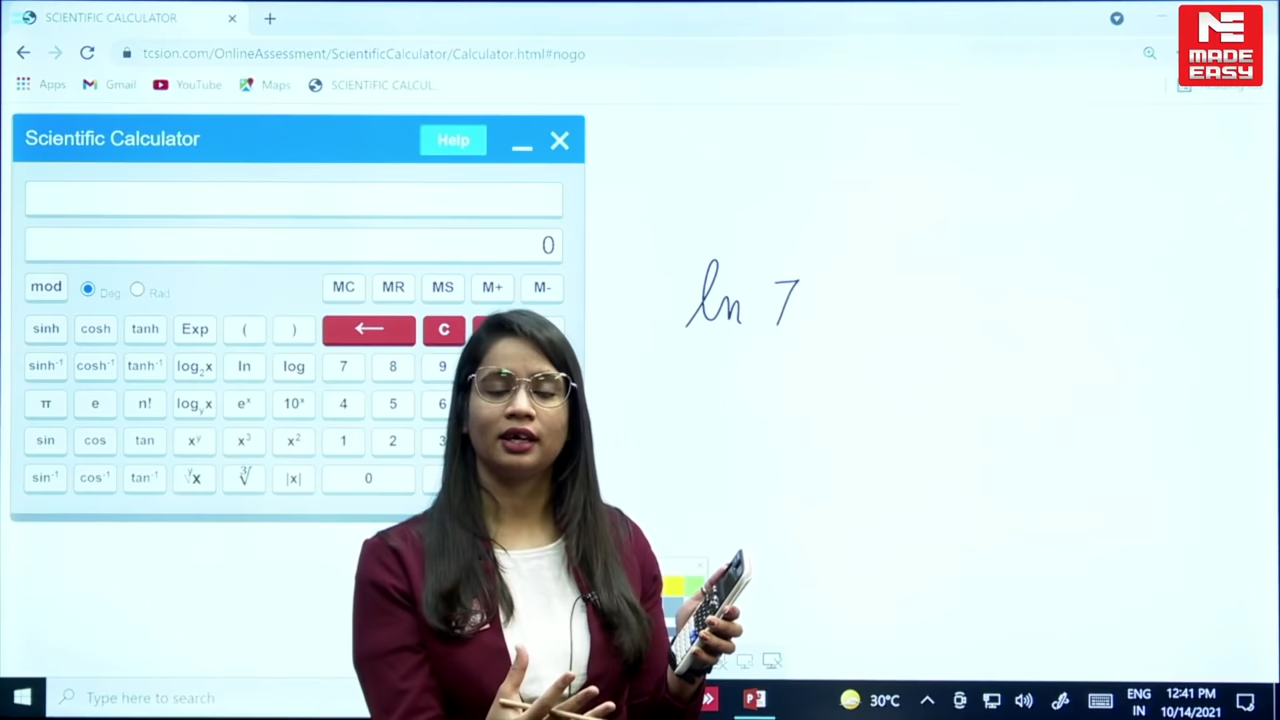 SCIENTIFIC CALCULATOR
tcsion.com/OnlineAssessment/ScientificCalculator/Calculator.html#nogo
Apps Gmail YouTube Maps SCIENTIFIC CALCUL..
MADE EASY
Scientific Calculator Help
0
mod Deg Rad MC MR MS M+ M-
sinh cosh tanh Exp ( ) ← C
sinh⁻¹ cosh⁻¹ tanh⁻¹ log₂x ln log 7 8 9
π e n! logᵧx eˣ 10ˣ 4 5 6
sin cos tan xʸ x³ x² 1 2 3
sin⁻¹ cos⁻¹ tan⁻¹ ʸ√x ³√ |x| 0
ln 7
Type here to search
30°C ENG 12:41 PM
IN 10/14/2021